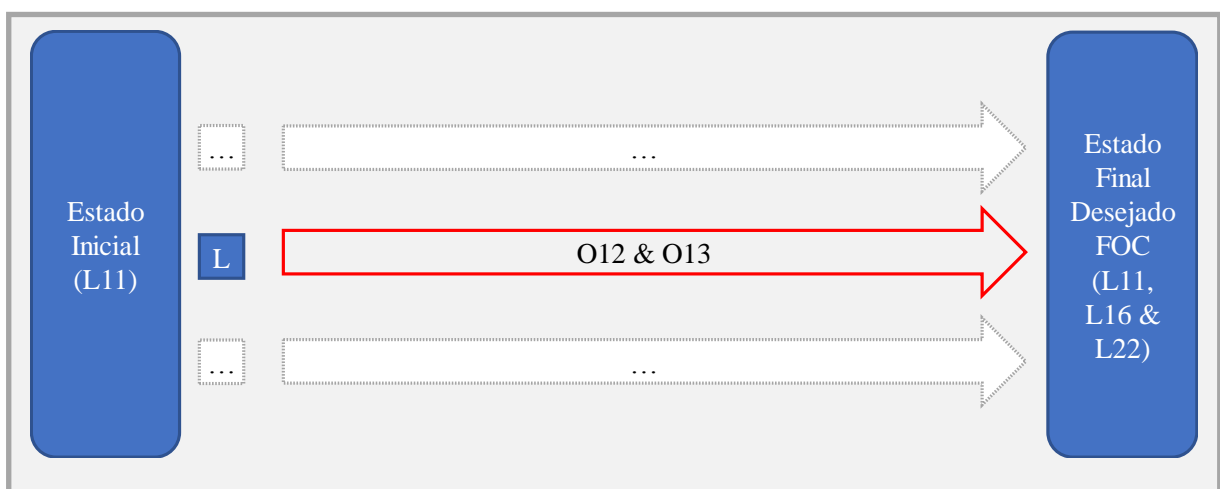 Estado
Inicial
(L11)
…
…
L
O12 & O13
…
…
Estado
Final
Desejado
FOC
(L11,
L16 &
L22)